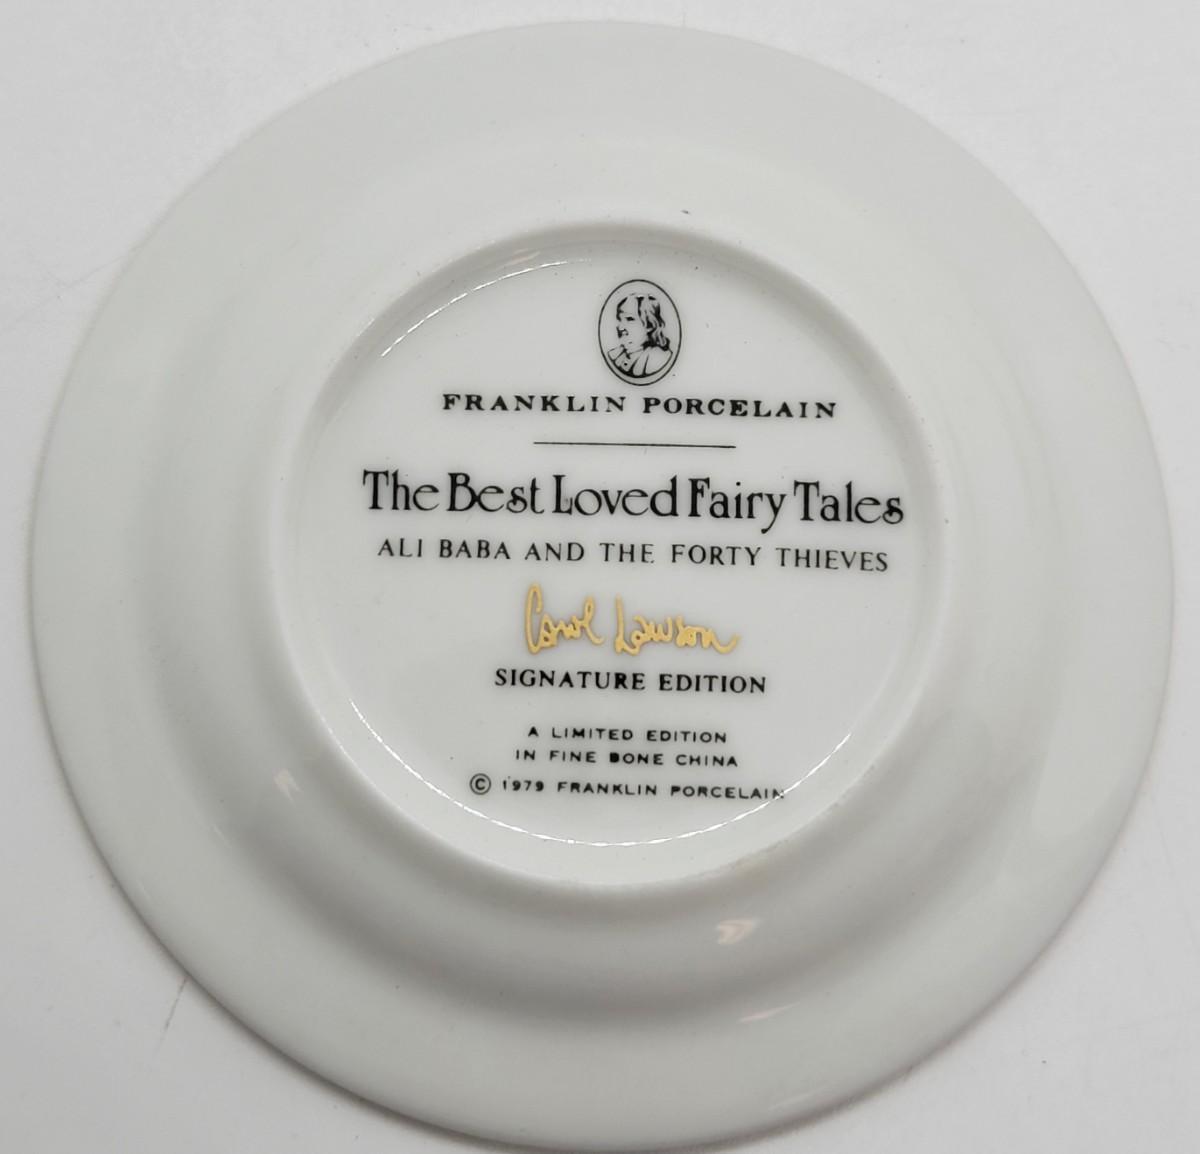 FRANKLIN PORCELAIN
The Best Loved Fairy Tales
ALI BABA AND THE FORTY THIEVES
Carol Lawson
SIGNATURE EDITION
A LIMITED EDITION
IN FINE BONE CHINA
© 1979 FRANKLIN PORCELAIN